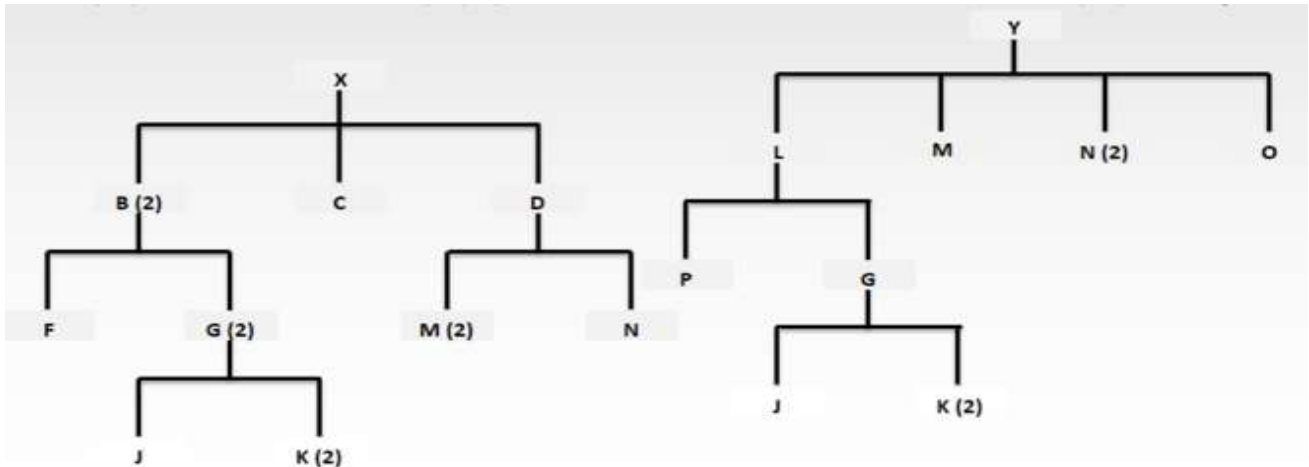 Y
X
L M N (2) O
B (2) C D
P G
F G (2) M (2) N
J K (2)
J K (2)